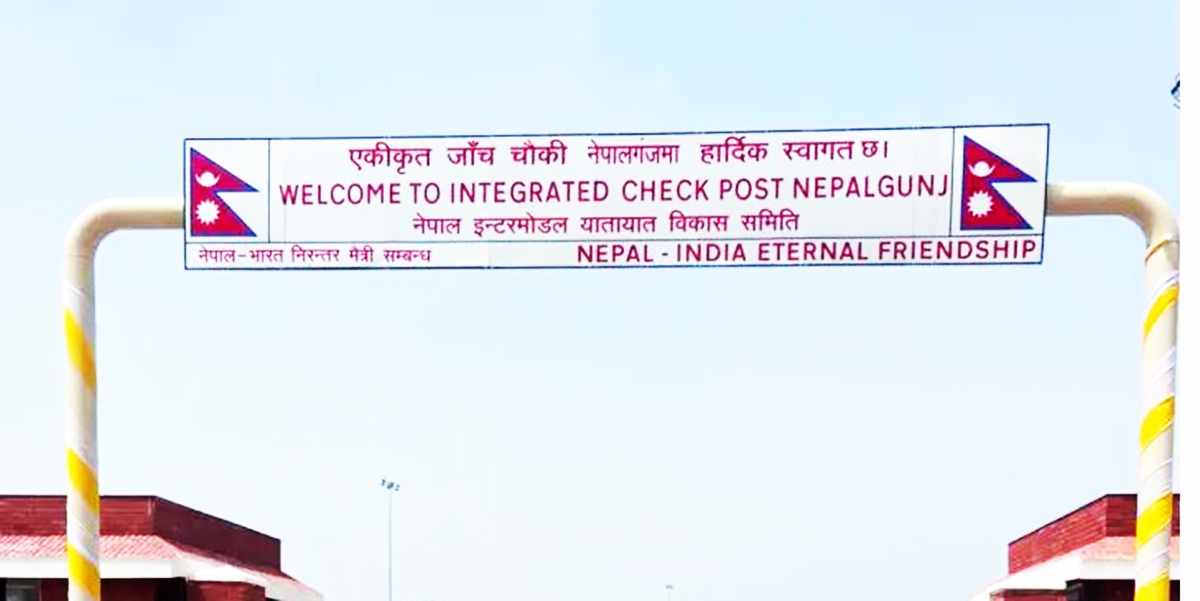 एकीकृत जाँच चौकी नेपालगंजमा हार्दिक स्वागत छ।
WELCOME TO INTEGRATED CHECK POST NEPALGUNJ
नेपाल इन्टरमोडल यातायात विकास समिति
नेपाल-भारत निरन्तर मैत्री सम्बन्ध NEPAL - INDIA ETERNAL FRIENDSHIP